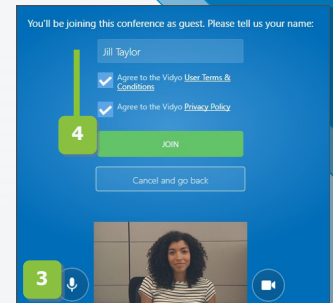 You'll be joining this conference as guest. Please tell us your name:
Jill Taylor
Agree to the Vidyo User Terms &
Conditions
Agree to the Vidyo Privacy Policy
4
JOIN
Cancel and go back
3